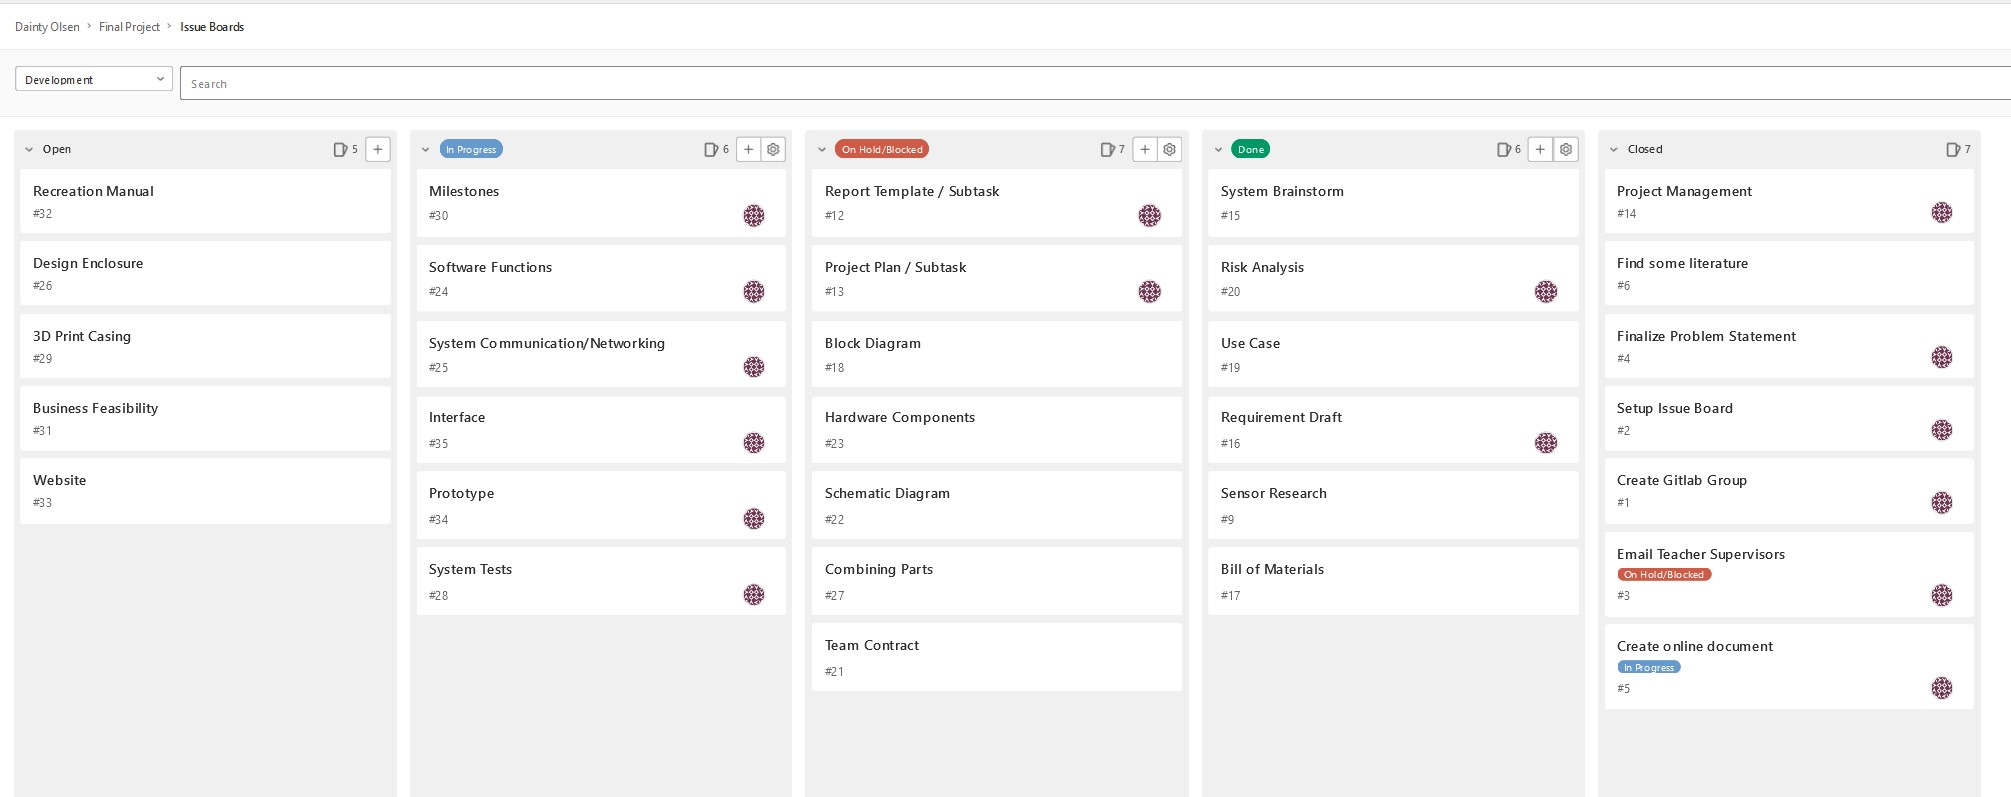 Dainty Olsen > Final Project > Issue Boards
Development
Search
Open 5
Recreation Manual
#32
Design Enclosure
#26
3D Print Casing
#29
Business Feasibility
#31
Website
#33
In Progress 6
Milestones
#30
Software Functions
#24
System Communication/Networking
#25
Interface
#35
Prototype
#34
System Tests
#28
On Hold/Blocked 7
Report Template / Subtask
#12
Project Plan / Subtask
#13
Block Diagram
#18
Hardware Components
#23
Schematic Diagram
#22
Combining Parts
#27
Team Contract
#21
Done 6
System Brainstorm
#15
Risk Analysis
#20
Use Case
#19
Requirement Draft
#16
Sensor Research
#9
Bill of Materials
#17
Closed 7
Project Management
#14
Find some literature
#6
Finalize Problem Statement
#4
Setup Issue Board
#2
Create Gitlab Group
#1
Email Teacher Supervisors
On Hold/Blocked
#3
Create online document
In Progress
#5